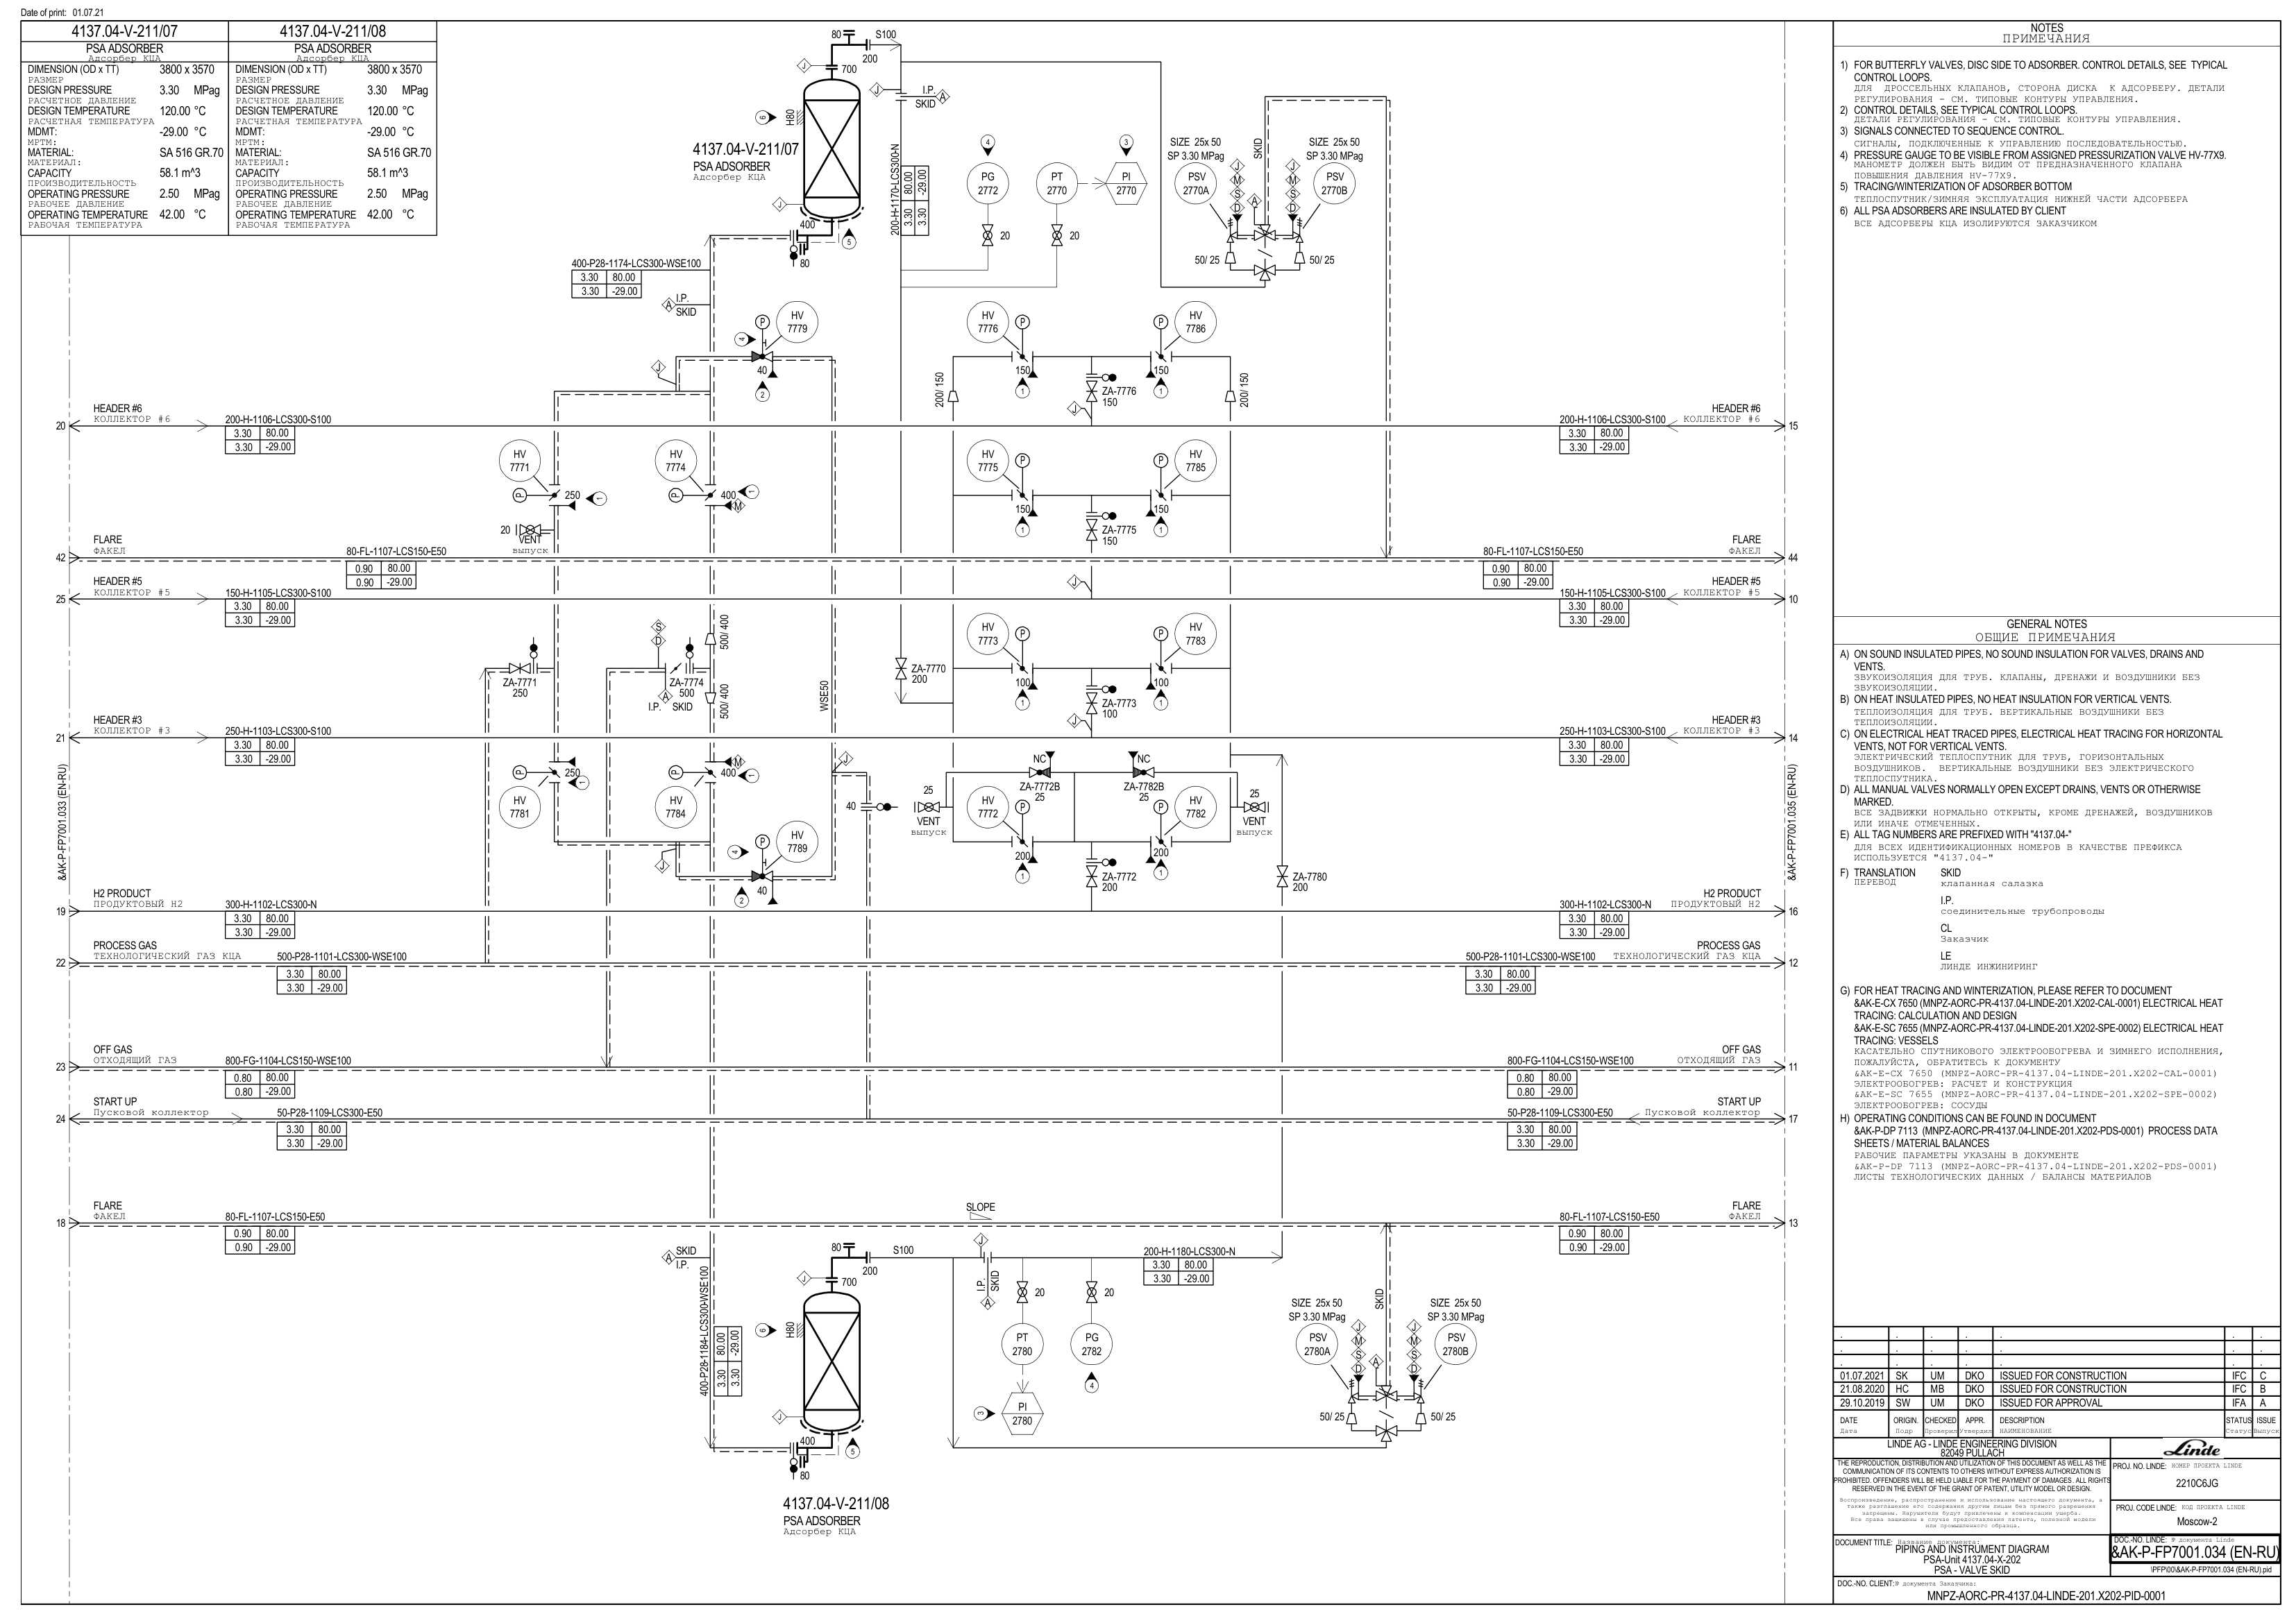 Date of print: 01.07.21
4137.04-V-211/07
PSA ADSORBER
Адсорбер КЦА
DIMENSION (OD x TT) 3800 x 3570
РАЗМЕР
DESIGN PRESSURE 3.30 MPag
РАСЧЕТНОЕ ДАВЛЕНИЕ
DESIGN TEMPERATURE 120.00 °C
РАСЧЕТНАЯ ТЕМПЕРАТУРА
MDMT: -29.00 °C
МРТМ:
MATERIAL: SA 516 GR.70
МАТЕРИАЛ:
CAPACITY 58.1 m^3
ПРОИЗВОДИТЕЛЬНОСТЬ
OPERATING PRESSURE 2.50 MPag
РАБОЧЕЕ ДАВЛЕНИЕ
OPERATING TEMPERATURE 42.00 °C
РАБОЧАЯ ТЕМПЕРАТУРА
4137.04-V-211/08
PSA ADSORBER
Адсорбер КЦА
DIMENSION (OD x TT) 3800 x 3570
РАЗМЕР
DESIGN PRESSURE 3.30 MPag
РАСЧЕТНОЕ ДАВЛЕНИЕ
DESIGN TEMPERATURE 120.00 °C
РАСЧЕТНАЯ ТЕМПЕРАТУРА
MDMT: -29.00 °C
МРТМ:
MATERIAL: SA 516 GR.70
МАТЕРИАЛ:
CAPACITY 58.1 m^3
ПРОИЗВОДИТЕЛЬНОСТЬ
OPERATING PRESSURE 2.50 MPag
РАБОЧЕЕ ДАВЛЕНИЕ
OPERATING TEMPERATURE 42.00 °C
РАБОЧАЯ ТЕМПЕРАТУРА
80 S100
200
J 700
J I.P.
SKID A
6 H80
4137.04-V-211/07
PSA ADSORBER
Адсорбер КЦА
200-H-1170-LCS300-N
3.30 80.00
3.30 -29.00
J
400
5
80
400-P28-1174-LCS300-WSE100
3.30 80.00
3.30 -29.00
A I.P.
SKID
4
PG 2772
20
PT 2770
20
3
PI 2770
SIZE 25x 50
SP 3.30 MPag
PSV 2770A
J M S D
A
SKID
SIZE 25x 50
SP 3.30 MPag
PSV 2770B
J M S D
50/ 25
50/ 25
P HV 7779
4
40
2
J
HV 7776 P
150
1
P HV 7786
150
1
200/ 150
200/ 150
ZA-7776
150
J
HEADER #6
КОЛЛЕКТОР #6
20
200-H-1106-LCS300-S100
3.30 80.00
3.30 -29.00
200-H-1106-LCS300-S100
3.30 80.00
3.30 -29.00
HEADER #6
КОЛЛЕКТОР #6
15
HV 7771
P 250 1
HV 7774
P 400 1
M
HV 7775 P
150
1
P HV 7785
150
1
ZA-7775
150
20 VENT
выпуск
FLARE
ФАКЕЛ
42
80-FL-1107-LCS150-E50
0.90 80.00
0.90 -29.00
80-FL-1107-LCS150-E50
0.90 80.00
0.90 -29.00
FLARE
ФАКЕЛ
44
HEADER #5
КОЛЛЕКТОР #5
25
150-H-1105-LCS300-S100
3.30 80.00
3.30 -29.00
J
150-H-1105-LCS300-S100
3.30 80.00
3.30 -29.00
HEADER #5
КОЛЛЕКТОР #5
10
ZA-7771
250
S D
ZA-7774
500
A
I.P. SKID
500/ 400
500/ 400
WSE50
ZA-7770
200
HV 7773 P
100
1
P HV 7783
100
1
ZA-7773
100
J
HEADER #3
КОЛЛЕКТОР #3
21
250-H-1103-LCS300-S100
3.30 80.00
3.30 -29.00
250-H-1103-LCS300-S100
3.30 80.00
3.30 -29.00
HEADER #3
КОЛЛЕКТОР #3
14
P 250 1
HV 7781
M
P 400 1
HV 7784
J
40
P HV 7789
4
J
40
2
25
VENT
выпуск
NC
ZA-7772B
25
NC
ZA-7782B
25
HV 7772 P
200
1
P HV 7782
200
1
25
VENT
выпуск
ZA-7772
200
ZA-7780
200
&AK-P-FP7001.033 (EN-RU)
&AK-P-FP7001.035 (EN-RU)
H2 PRODUCT
ПРОДУКТОВЫЙ H2
19
300-H-1102-LCS300-N
3.30 80.00
3.30 -29.00
300-H-1102-LCS300-N
3.30 80.00
3.30 -29.00
H2 PRODUCT
ПРОДУКТОВЫЙ H2
16
PROCESS GAS
ТЕХНОЛОГИЧЕСКИЙ ГАЗ КЦА
22
500-P28-1101-LCS300-WSE100
3.30 80.00
3.30 -29.00
500-P28-1101-LCS300-WSE100
3.30 80.00
3.30 -29.00
PROCESS GAS
ТЕХНОЛОГИЧЕСКИЙ ГАЗ КЦА
12
OFF GAS
ОТХОДЯЩИЙ ГАЗ
23
800-FG-1104-LCS150-WSE100
0.80 80.00
0.80 -29.00
800-FG-1104-LCS150-WSE100
0.80 80.00
0.80 -29.00
OFF GAS
ОТХОДЯЩИЙ ГАЗ
11
START UP
Пусковой коллектор
24
50-P28-1109-LCS300-E50
3.30 80.00
3.30 -29.00
50-P28-1109-LCS300-E50
3.30 80.00
3.30 -29.00
START UP
Пусковой коллектор
17
FLARE
ФАКЕЛ
18
80-FL-1107-LCS150-E50
0.90 80.00
0.90 -29.00
SLOPE
80-FL-1107-LCS150-E50
0.90 80.00
0.90 -29.00
FLARE
ФАКЕЛ
13
A SKID
I.P.
400-P28-1184-LCS300-WSE100
3.30 80.00
3.30 -29.00
80 S100
200
J 700
6 H80
J
400
5
80
J
I.P. SKID
A
200-H-1180-LCS300-N
3.30 80.00
3.30 -29.00
20
PT 2780
3
PI 2780
20
PG 2782
4
SIZE 25x 50
SP 3.30 MPag
PSV 2780A
J M S D
A
SKID
SIZE 25x 50
SP 3.30 MPag
PSV 2780B
J M S D
50/ 25
50/ 25
4137.04-V-211/08
PSA ADSORBER
Адсорбер КЦА
NOTES
ПРИМЕЧАНИЯ
1) FOR BUTTERFLY VALVES, DISC SIDE TO ADSORBER. CONTROL DETAILS, SEE TYPICAL
CONTROL LOOPS.
ДЛЯ ДРОССЕЛЬНЫХ КЛАПАНОВ, СТОРОНА ДИСКА К АДСОРБЕРУ. ДЕТАЛИ
РЕГУЛИРОВАНИЯ - СМ. ТИПОВЫЕ КОНТУРЫ УПРАВЛЕНИЯ.
2) CONTROL DETAILS, SEE TYPICAL CONTROL LOOPS.
ДЕТАЛИ РЕГУЛИРОВАНИЯ - СМ. ТИПОВЫЕ КОНТУРЫ УПРАВЛЕНИЯ.
3) SIGNALS CONNECTED TO SEQUENCE CONTROL.
СИГНАЛЫ, ПОДКЛЮЧЕННЫЕ К УПРАВЛЕНИЮ ПОСЛЕДОВАТЕЛЬНОСТЬЮ.
4) PRESSURE GAUGE TO BE VISIBLE FROM ASSIGNED PRESSURIZATION VALVE HV-77X9.
МАНОМЕТР ДОЛЖЕН БЫТЬ ВИДИМ ОТ ПРЕДНАЗНАЧЕННОГО КЛАПАНА
ПОВЫШЕНИЯ ДАВЛЕНИЯ HV-77X9.
5) TRACING/WINTERIZATION OF ADSORBER BOTTOM
ТЕПЛОСПУТНИК/ЗИМНЯЯ ЭКСПЛУАТАЦИЯ НИЖНЕЙ ЧАСТИ АДСОРБЕРА
6) ALL PSA ADSORBERS ARE INSULATED BY CLIENT
ВСЕ АДСОРБЕРЫ КЦА ИЗОЛИРУЮТСЯ ЗАКАЗЧИКОМ
GENERAL NOTES
ОБЩИЕ ПРИМЕЧАНИЯ
A) ON SOUND INSULATED PIPES, NO SOUND INSULATION FOR VALVES, DRAINS AND
VENTS.
ЗВУКОИЗОЛЯЦИЯ ДЛЯ ТРУБ. КЛАПАНЫ, ДРЕНАЖИ И ВОЗДУШНИКИ БЕЗ
ЗВУКОИЗОЛЯЦИИ.
B) ON HEAT INSULATED PIPES, NO HEAT INSULATION FOR VERTICAL VENTS.
ТЕПЛОИЗОЛЯЦИЯ ДЛЯ ТРУБ. ВЕРТИКАЛЬНЫЕ ВОЗДУШНИКИ БЕЗ
ТЕПЛОИЗОЛЯЦИИ.
C) ON ELECTRICAL HEAT TRACED PIPES, ELECTRICAL HEAT TRACING FOR HORIZONTAL
VENTS, NOT FOR VERTICAL VENTS.
ЭЛЕКТРИЧЕСКИЙ ТЕПЛОСПУТНИК ДЛЯ ТРУБ, ГОРИЗОНТАЛЬНЫХ
ВОЗДУШНИКОВ. ВЕРТИКАЛЬНЫЕ ВОЗДУШНИКИ БЕЗ ЭЛЕКТРИЧЕСКОГО
ТЕПЛОСПУТНИКА.
D) ALL MANUAL VALVES NORMALLY OPEN EXCEPT DRAINS, VENTS OR OTHERWISE
MARKED.
ВСЕ ЗАДВИЖКИ НОРМАЛЬНО ОТКРЫТЫ, КРОМЕ ДРЕНАЖЕЙ, ВОЗДУШНИКОВ
ИЛИ ИНАЧЕ ОТМЕЧЕННЫХ.
E) ALL TAG NUMBERS ARE PREFIXED WITH "4137.04-"
ДЛЯ ВСЕХ ИДЕНТИФИКАЦИОННЫХ НОМЕРОВ В КАЧЕСТВЕ ПРЕФИКСА
ИСПОЛЬЗУЕТСЯ "4137.04-"
F) TRANSLATION SKID
ПЕРЕВОД клапанная салазка
I.P.
соединительные трубопроводы
CL
Заказчик
LE
ЛИНДЕ ИНЖИНИРИНГ
G) FOR HEAT TRACING AND WINTERIZATION, PLEASE REFER TO DOCUMENT
&AK-E-CX 7650 (MNPZ-AORC-PR-4137.04-LINDE-201.X202-CAL-0001) ELECTRICAL HEAT
TRACING: CALCULATION AND DESIGN
&AK-E-SC 7655 (MNPZ-AORC-PR-4137.04-LINDE-201.X202-SPE-0002) ELECTRICAL HEAT
TRACING: VESSELS
КАСАТЕЛЬНО СПУТНИКОВОГО ЭЛЕКТРООБОГРЕВА И ЗИМНЕГО ИСПОЛНЕНИЯ,
ПОЖАЛУЙСТА, ОБРАТИТЕСЬ К ДОКУМЕНТУ
&AK-E-CX 7650 (MNPZ-AORC-PR-4137.04-LINDE-201.X202-CAL-0001)
ЭЛЕКТРООБОГРЕВ: РАСЧЕТ И КОНСТРУКЦИЯ
&AK-E-SC 7655 (MNPZ-AORC-PR-4137.04-LINDE-201.X202-SPE-0002)
ЭЛЕКТРООБОГРЕВ: СОСУДЫ
H) OPERATING CONDITIONS CAN BE FOUND IN DOCUMENT
&AK-P-DP 7113 (MNPZ-AORC-PR-4137.04-LINDE-201.X202-PDS-0001) PROCESS DATA
SHEETS / MATERIAL BALANCES
РАБОЧИЕ ПАРАМЕТРЫ УКАЗАНЫ В ДОКУМЕНТЕ
&AK-P-DP 7113 (MNPZ-AORC-PR-4137.04-LINDE-201.X202-PDS-0001)
ЛИСТЫ ТЕХНОЛОГИЧЕСКИХ ДАННЫХ / БАЛАНСЫ МАТЕРИАЛОВ
01.07.2021 SK UM DKO ISSUED FOR CONSTRUCTION IFC C
21.08.2020 HC MB DKO ISSUED FOR CONSTRUCTION IFC B
29.10.2019 SW UM DKO ISSUED FOR APPROVAL IFA A
DATE ORIGIN. CHECKED APPR. DESCRIPTION STATUS ISSUE
Дата Подр Проверил Утвердил НАИМЕНОВАНИЕ Статус Выпуск
LINDE AG - LINDE ENGINEERING DIVISION
82049 PULLACH
THE REPRODUCTION, DISTRIBUTION AND UTILIZATION OF THIS DOCUMENT AS WELL AS THE
COMMUNICATION OF ITS CONTENTS TO OTHERS WITHOUT EXPRESS AUTHORIZATION IS
PROHIBITED. OFFENDERS WILL BE HELD LIABLE FOR THE PAYMENT OF DAMAGES. ALL RIGHTS
RESERVED IN THE EVENT OF THE GRANT OF PATENT, UTILITY MODEL OR DESIGN.
Воспроизведение, распространение и использование настоящего документа, а
также разглашение его содержания другим лицам без прямого разрешения
запрещены. Нарушители будут привлечены к компенсации ущерба.
Все права защищены в случае предоставления патента, полезной модели
или промышленного образца.
Linde
PROJ. NO. LINDE: НОМЕР ПРОЕКТА LINDE
2210C6JG
PROJ. CODE LINDE: КОД ПРОЕКТА LINDE
Moscow-2
DOCUMENT TITLE: Название документа:
PIPING AND INSTRUMENT DIAGRAM
PSA-Unit 4137.04-X-202
PSA - VALVE SKID
DOC.-NO. LINDE: № документа Linde
&AK-P-FP7001.034 (EN-RU)
\PFP\00\&AK-P-FP7001.034 (EN-RU).pid
DOC.-NO. CLIENT: № документа Заказчика:
MNPZ-AORC-PR-4137.04-LINDE-201.X202-PID-0001